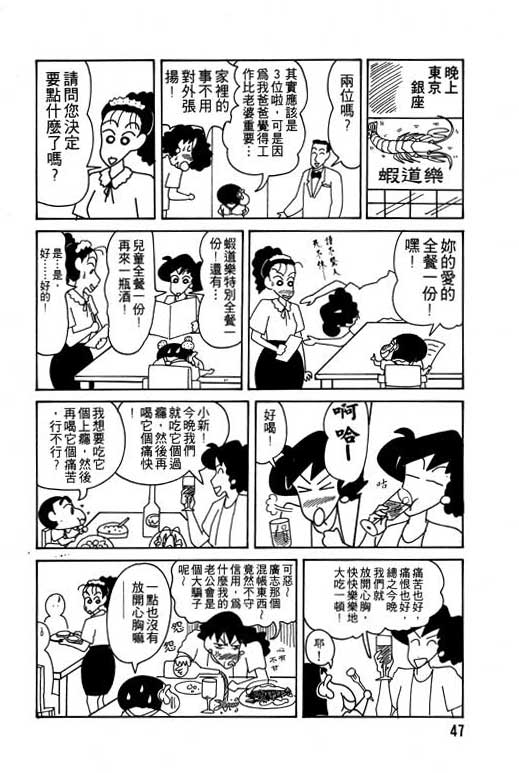 晚上
東京
銀座
蝦道樂
兩位嗎？
其實應該是
3位啦，可是因
為我爸爸覺得工
作比老婆重要…
家裡的
事不用
對外張
揚！
請問您決定
要點什麼了嗎？
妳的愛的
全餐一份！
嘿！
蝦道樂特別全餐一
份！還有…
兒童全餐一份！
再來一瓶酒！
是…是，
好……好的！
啊哈－
咕
好喝！
小新！
今晚我們
就吃它個過
癮，然後再
喝它個痛快
我想要吃它
個上癮，然後
再喝它個痛苦
，行不行？
痛苦也好，
痛恨也好，
總之今晚
我們就
放開心胸，
快快樂樂地
大吃一頓！
耶！
可惡～
廣志那個
混帳東西～
竟然不守
信用，為
什麼我的
老公會是
個大騙子
呢～
心有
不甘
怨
怨
一點也沒有
放開心胸嘛
47